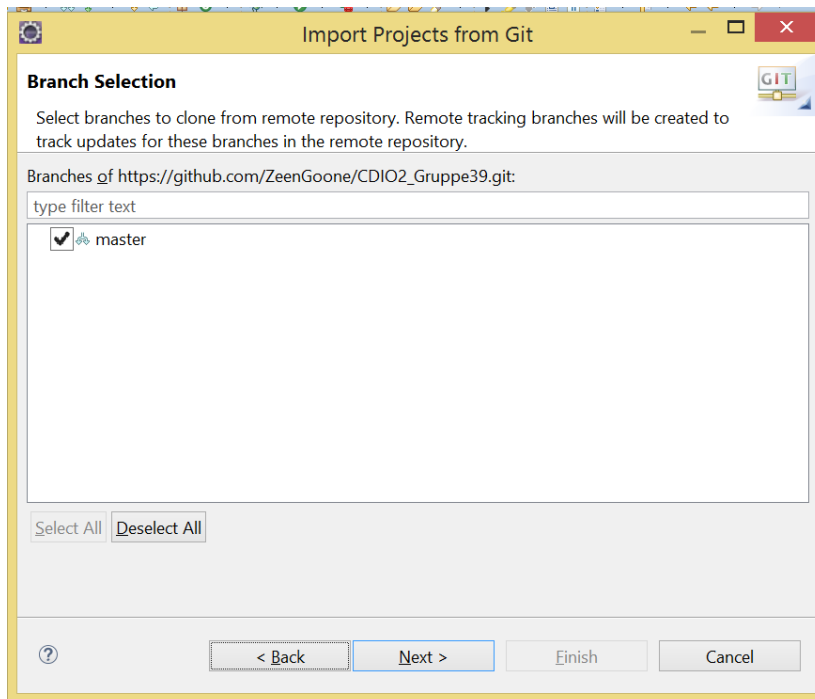 Import Projects from Git
Branch Selection
GIT
Select branches to clone from remote repository. Remote tracking branches will be created to
track updates for these branches in the remote repository.
Branches of https://github.com/ZeenGoone/CDIO2_Gruppe39.git:
type filter text
master
Select All Deselect All
? < Back Next > Finish Cancel